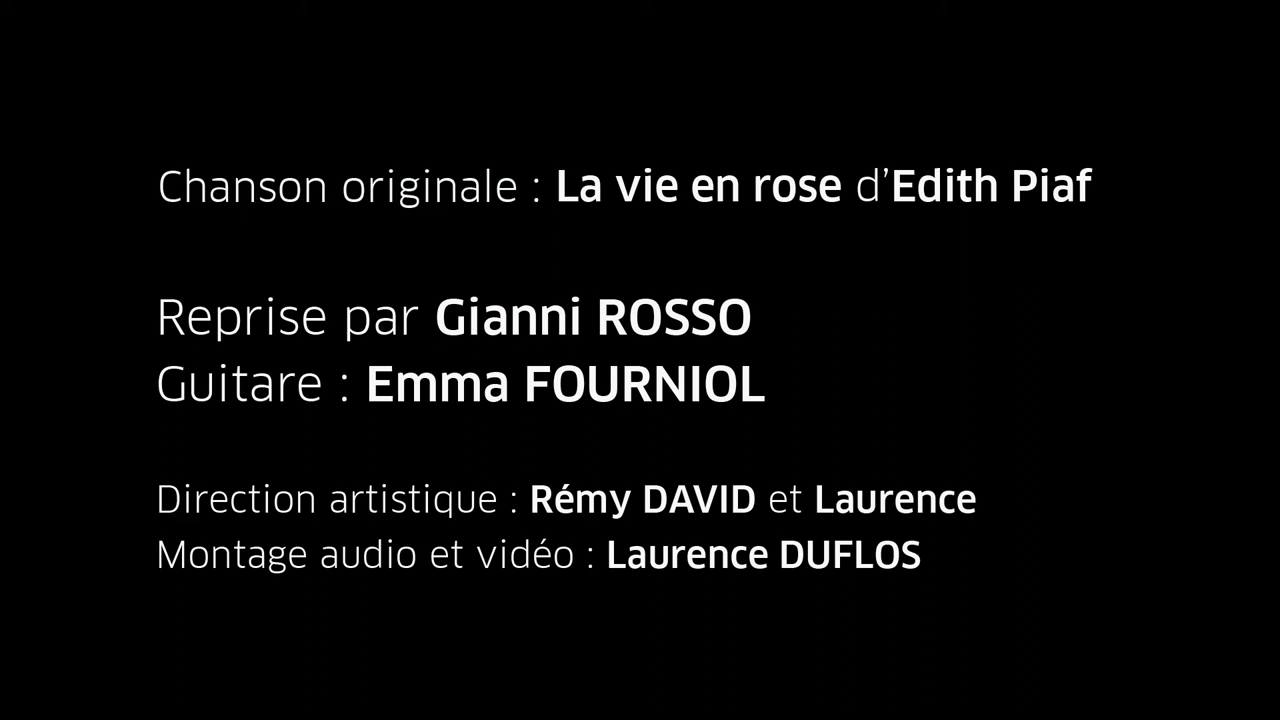 Chanson originale : La vie en rose d’Edith Piaf
Reprise par Gianni ROSSO
Guitare : Emma FOURNIOL
Direction artistique : Rémy DAVID et Laurence
Montage audio et vidéo : Laurence DUFLOS